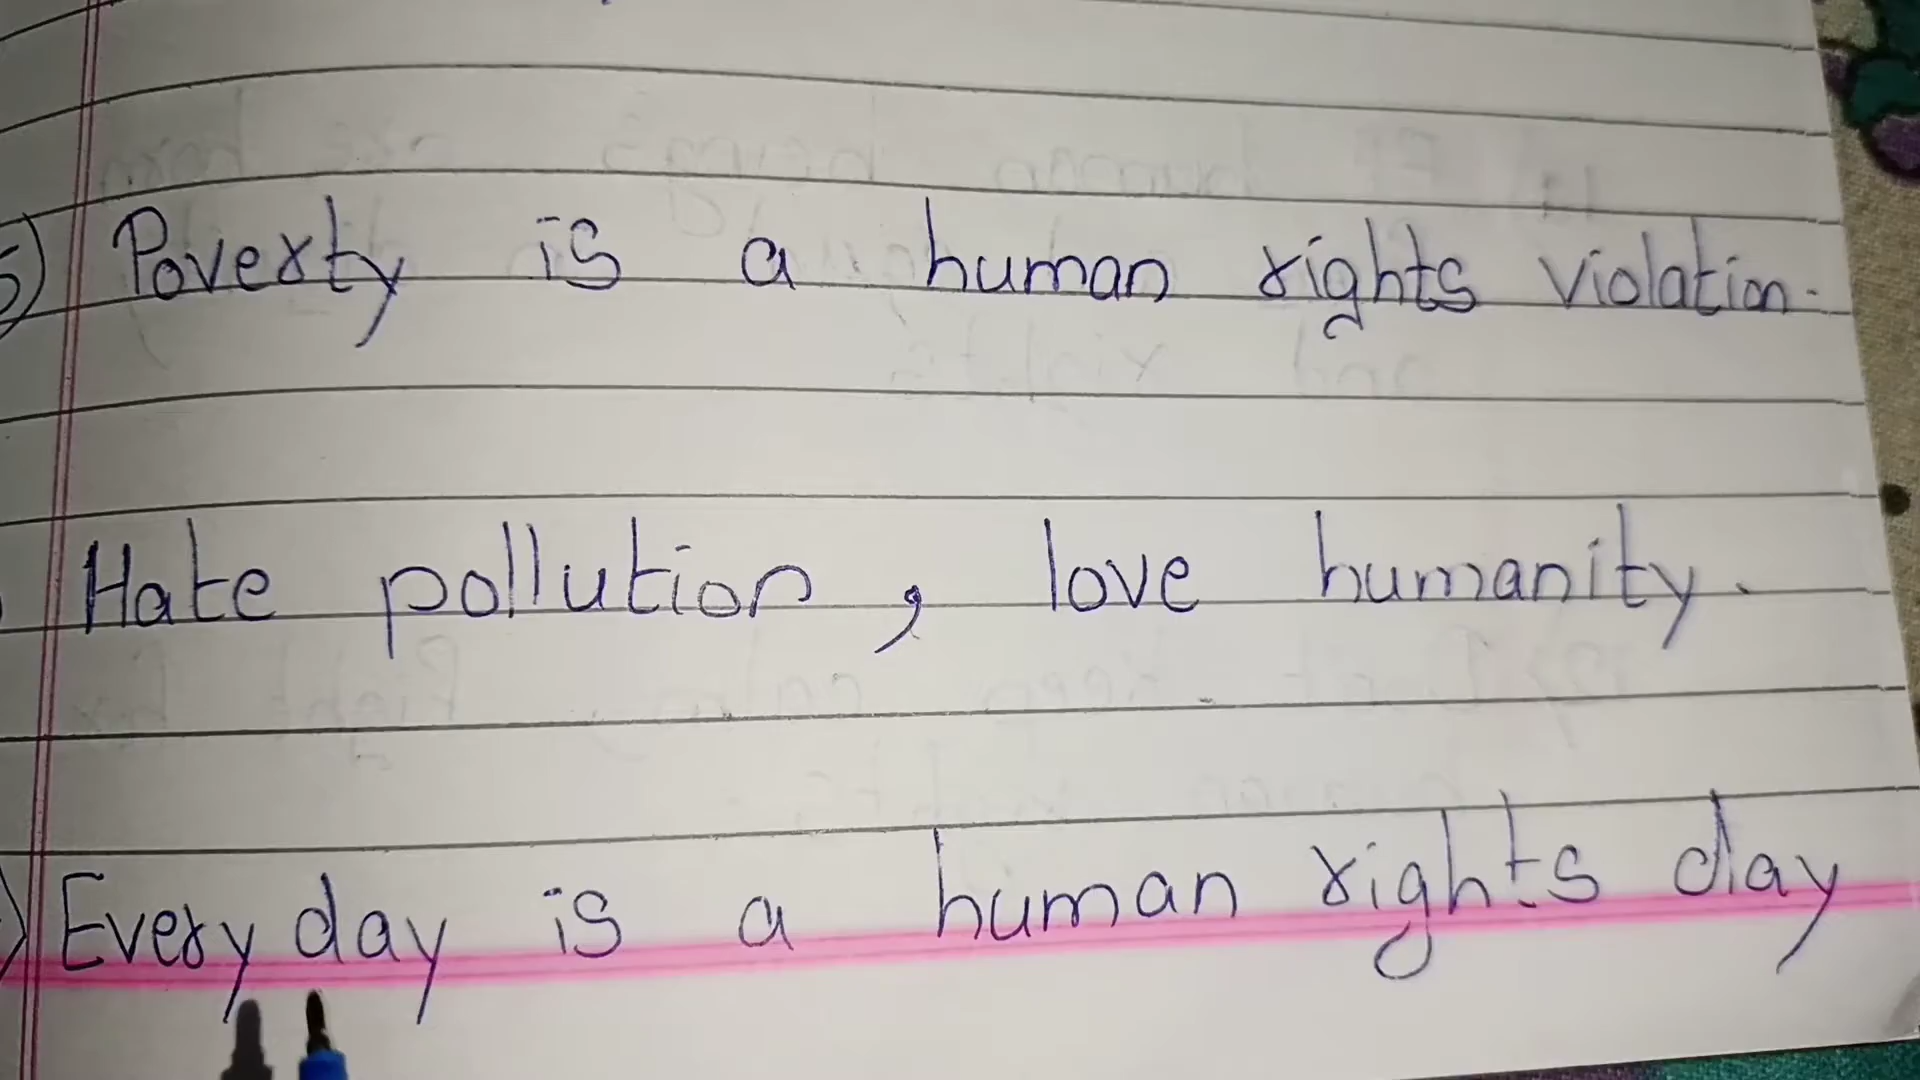 5) Poverty is a human rights violation.
Hate pollution, love humanity.
) Every day is a human rights day